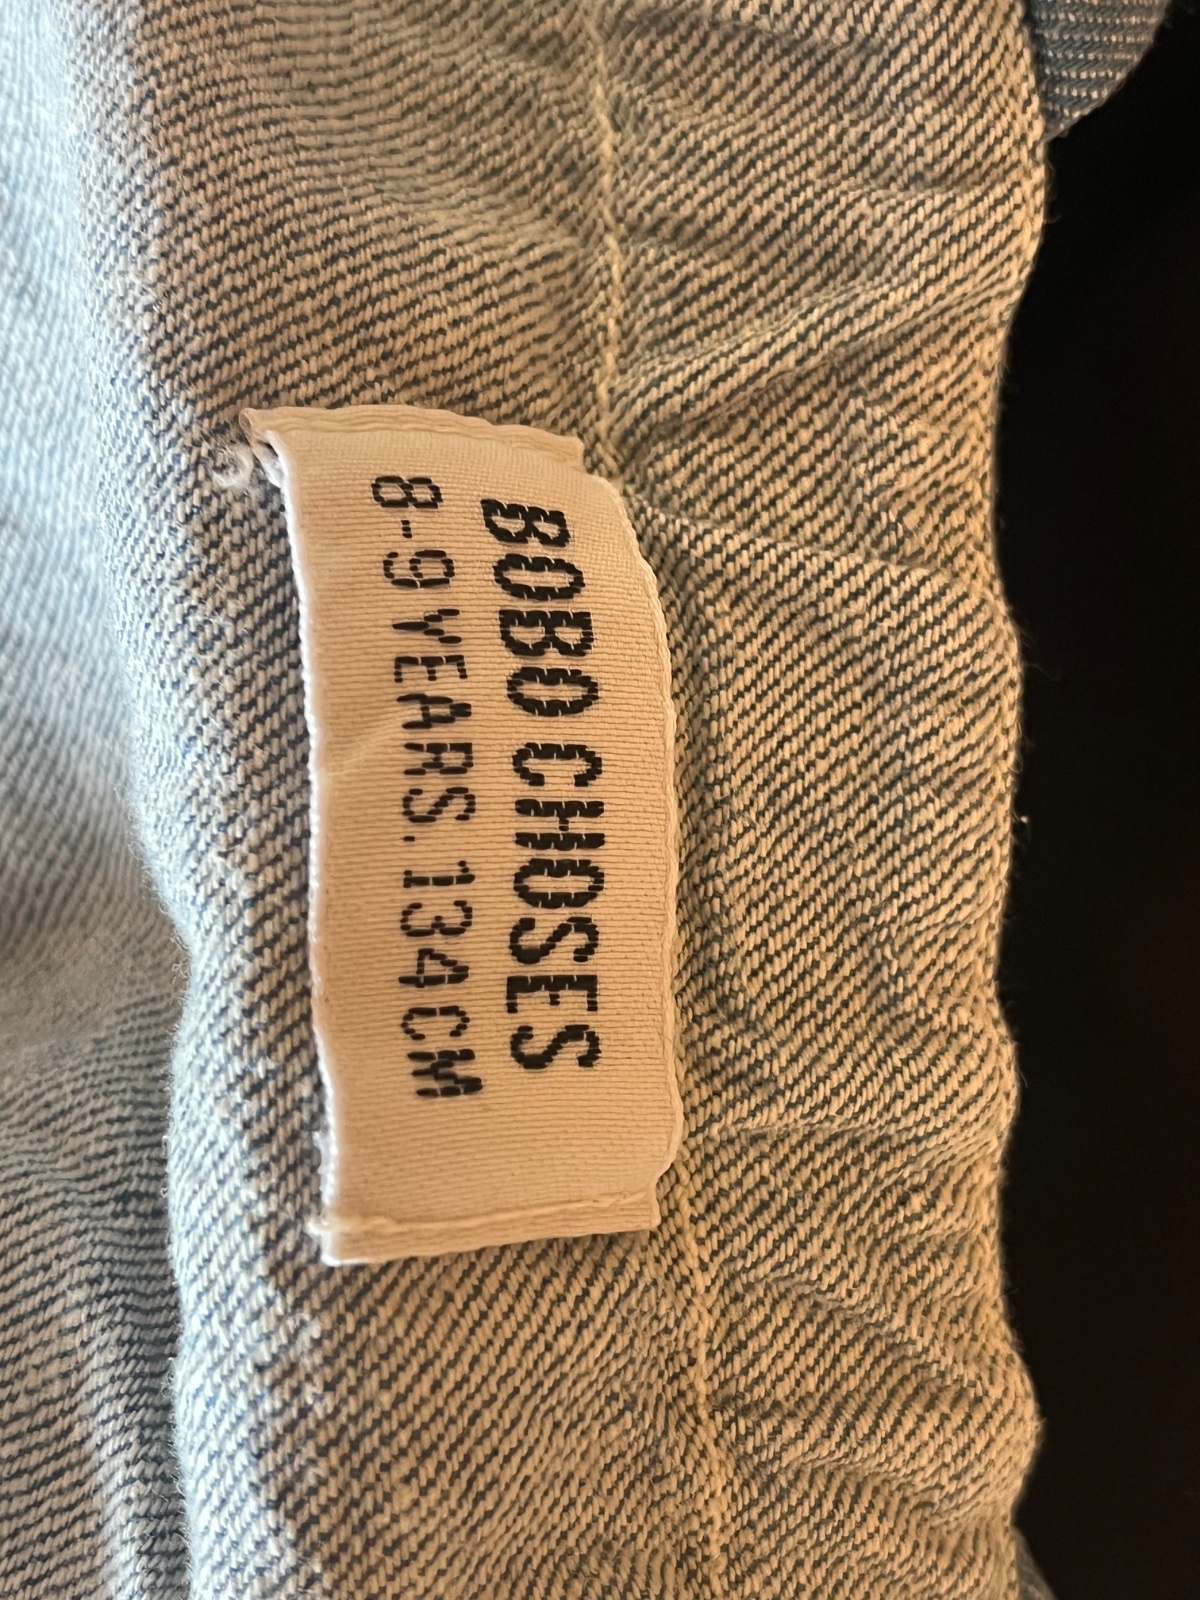 BOBO CHOSES
8-9 YEARS. 134CM